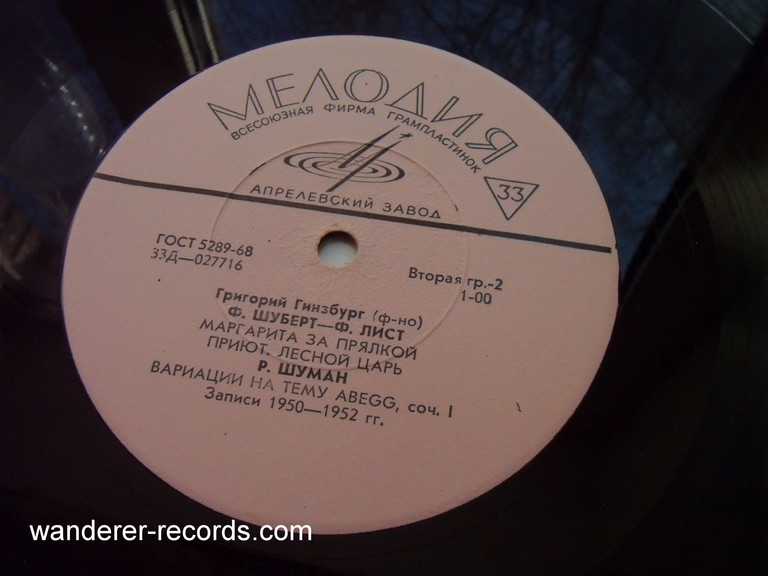 МЕЛОДИЯ
ВСЕСОЮЗНАЯ ФИРМА ГРАМПЛАСТИНОК
33
АПРЕЛЕВСКИЙ ЗАВОД
ГОСТ 5289-68
33Д—027716
Вторая гр.-2
1-00
Григорий Гинзбург (ф-но)
Ф. ШУБЕРТ—Ф. ЛИСТ
МАРГАРИТА ЗА ПРЯЛКОЙ
ПРИЮТ. ЛЕСНОЙ ЦАРЬ
Р. ШУМАН
ВАРИАЦИИ НА ТЕМУ ABEGG, соч. I
Записи 1950—1952 гг.
wanderer-records.com